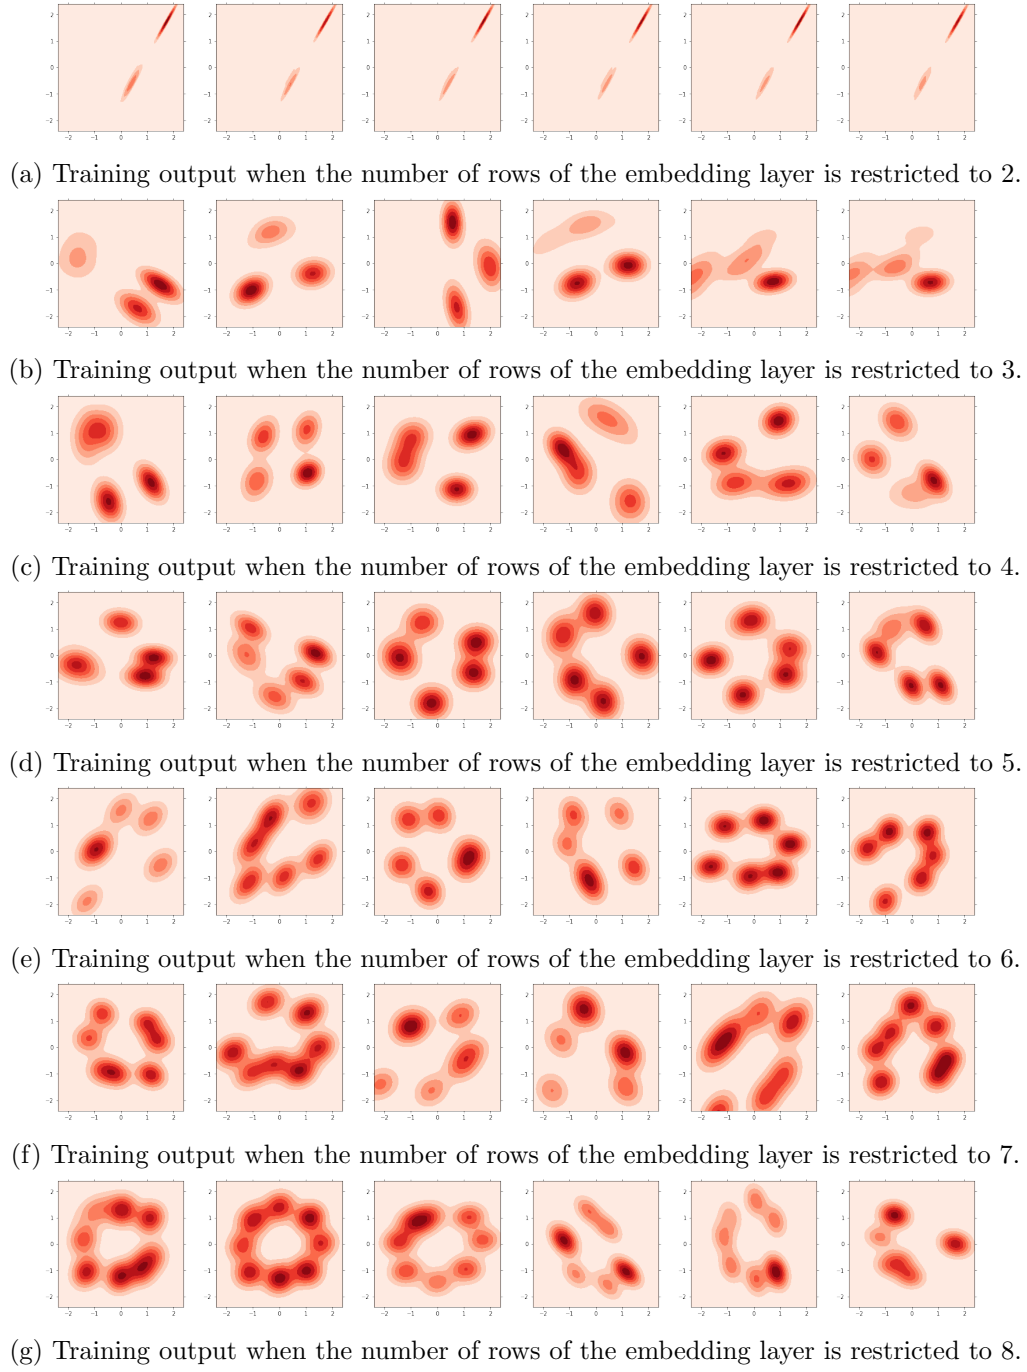 (a) Training output when the number of rows of the embedding layer is restricted to 2.
(b) Training output when the number of rows of the embedding layer is restricted to 3.
(c) Training output when the number of rows of the embedding layer is restricted to 4.
(d) Training output when the number of rows of the embedding layer is restricted to 5.
(e) Training output when the number of rows of the embedding layer is restricted to 6.
(f) Training output when the number of rows of the embedding layer is restricted to 7.
(g) Training output when the number of rows of the embedding layer is restricted to 8.